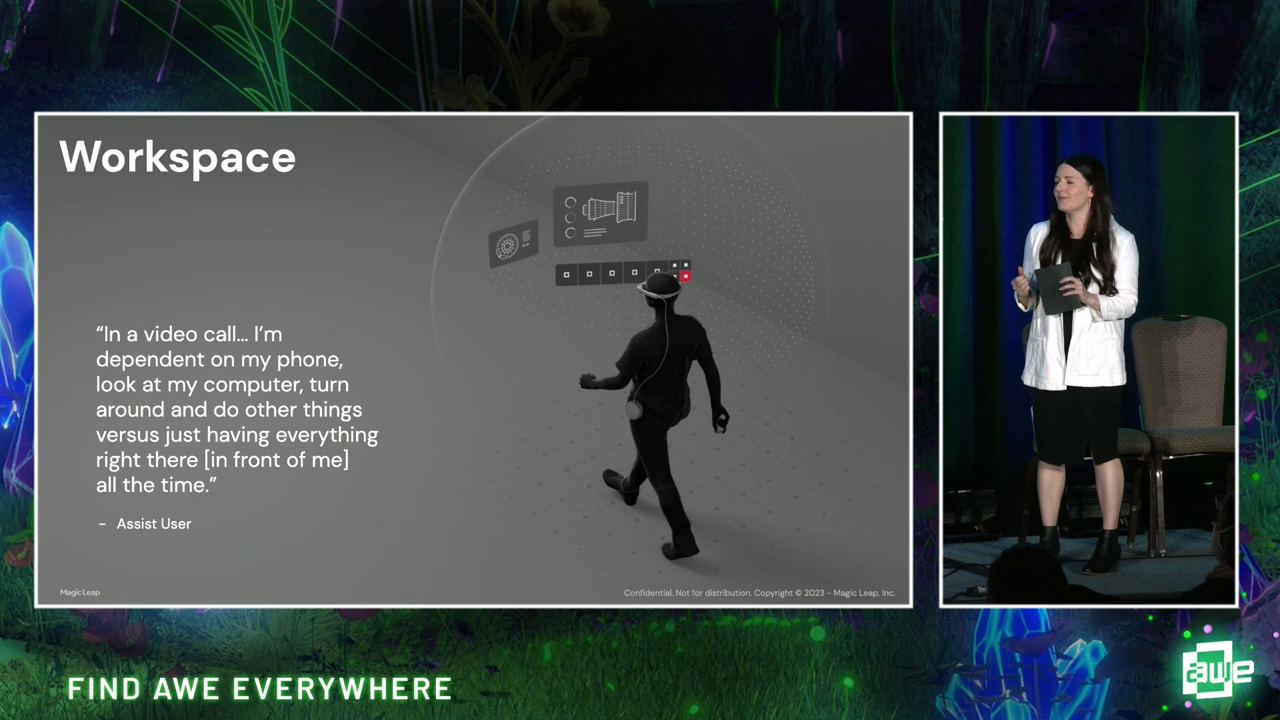 Workspace
“In a video call... I’m
dependent on my phone,
look at my computer, turn
around and do other things
versus just having everything
right there [in front of me]
all the time.”
– Assist User
Magic Leap
Confidential. Not for distribution. Copyright © 2023 - Magic Leap, Inc.
FIND AWE EVERYWHERE
awe